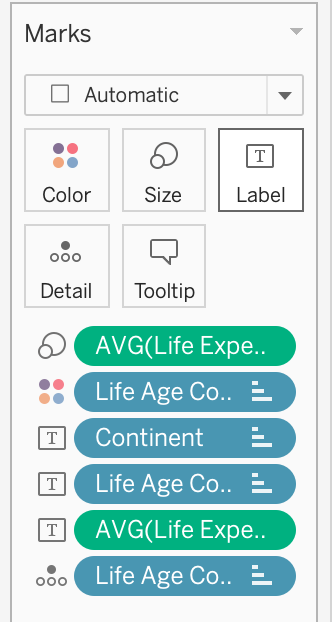 Marks
Automatic
Color Size Label
Detail Tooltip
AVG(Life Expe..
Life Age Co..
T Continent
T Life Age Co..
T AVG(Life Expe..
Life Age Co..